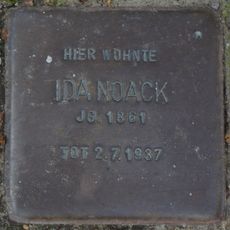 HIER WOHNTE
IDA NOACK
JG. 1861
TOT 2.7.1937